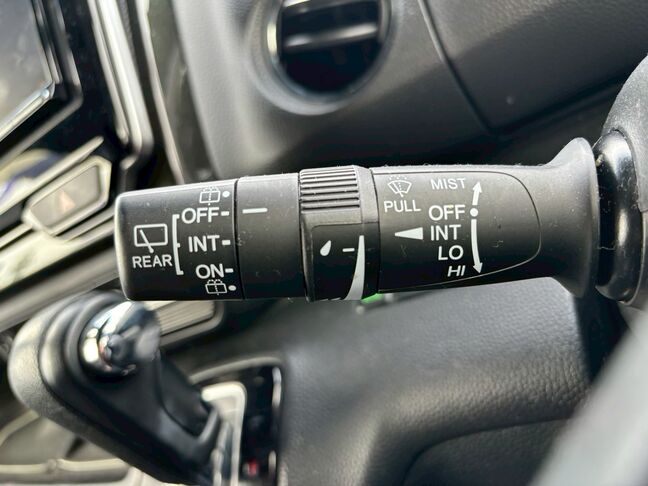 OFF
INT
ON
REAR
MIST
PULL
OFF
INT
LO
HI